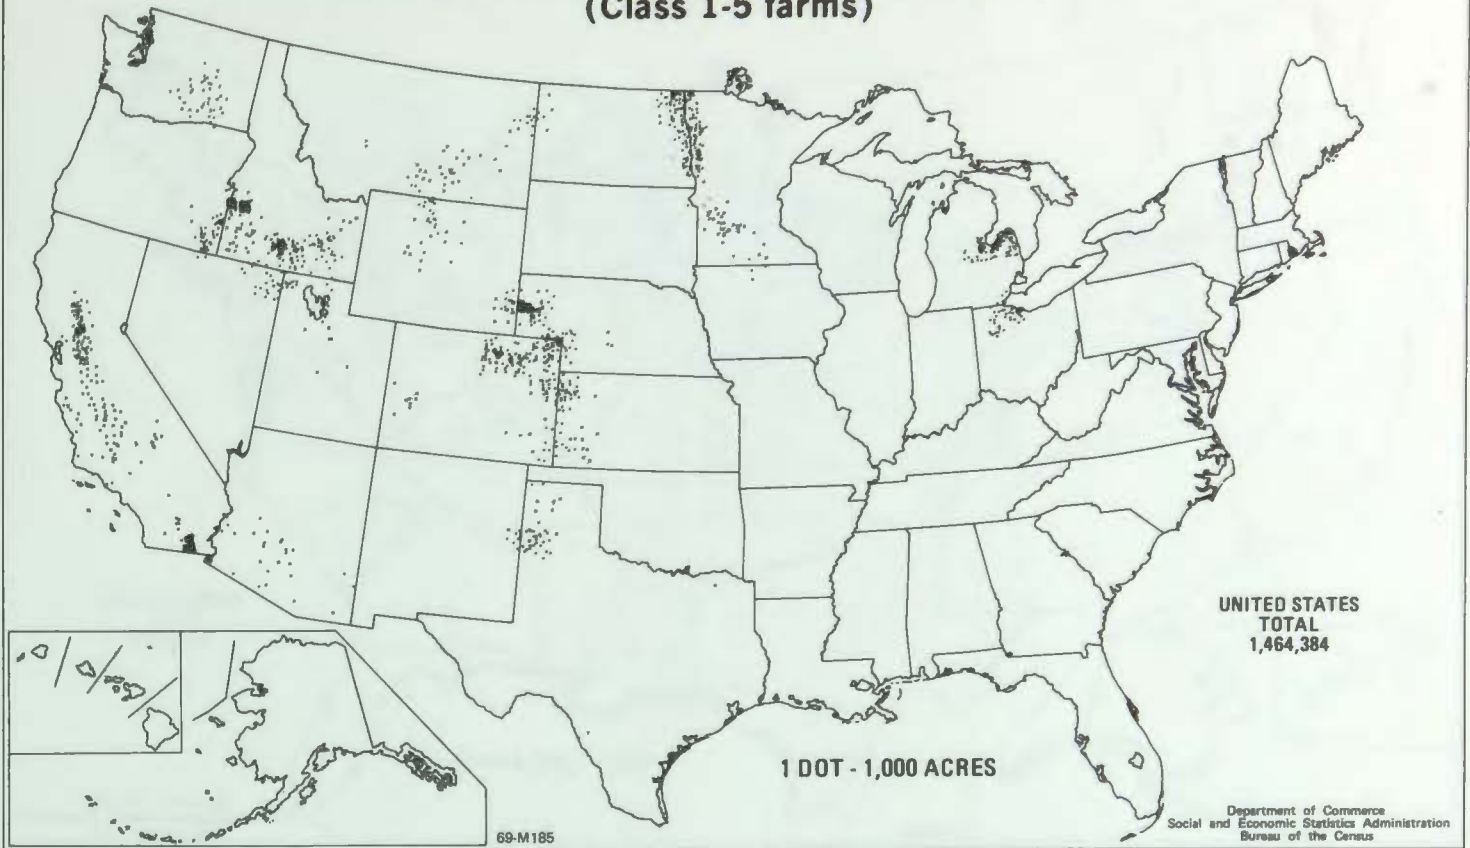 (Class 1-5 farms)
UNITED STATES
TOTAL
1,464,384
1 DOT - 1,000 ACRES
Department of Commerce
Social and Economic Statistics Administration
Bureau of the Census
69-M185